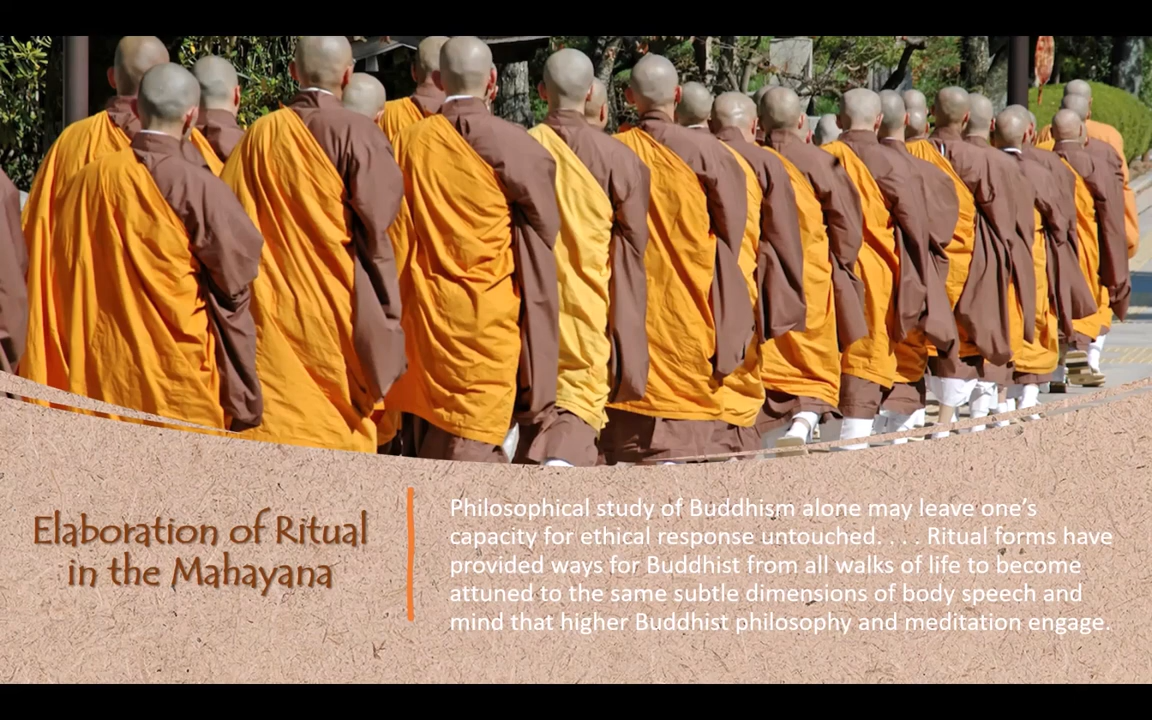 Elaboration of Ritual
in the Mahayana
Philosophical study of Buddhism alone may leave one's
capacity for ethical response untouched. . . . Ritual forms have
provided ways for Buddhist from all walks of life to become
attuned to the same subtle dimensions of body speech and
mind that higher Buddhist philosophy and meditation engage.